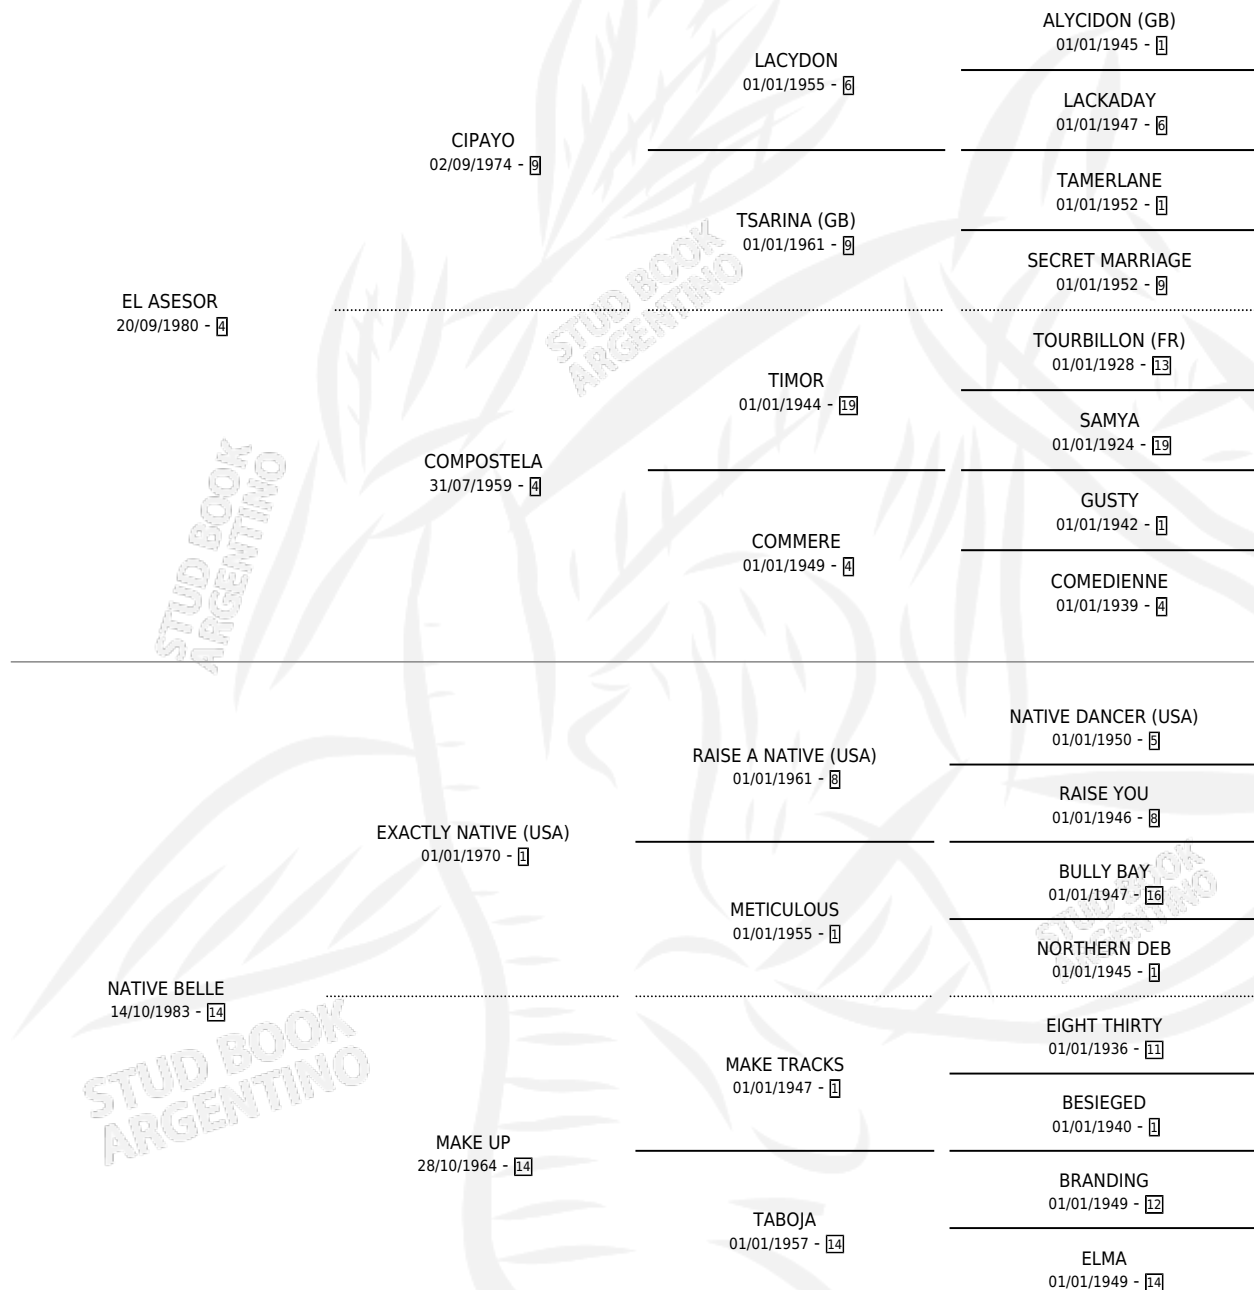 EL ASESOR
20/09/1980 - 4
CIPAYO
02/09/1974 - 9
LACYDON
01/01/1955 - 6
ALYCIDON (GB)
01/01/1945 - 1
LACKADAY
01/01/1947 - 6
TSARINA (GB)
01/01/1961 - 9
TAMERLANE
01/01/1952 - 1
SECRET MARRIAGE
01/01/1952 - 9
COMPOSTELA
31/07/1959 - 4
TIMOR
01/01/1944 - 19
TOURBILLON (FR)
01/01/1928 - 13
SAMYA
01/01/1924 - 19
COMMERE
01/01/1949 - 4
GUSTY
01/01/1942 - 1
COMEDIENNE
01/01/1939 - 4
NATIVE BELLE
14/10/1983 - 14
EXACTLY NATIVE (USA)
01/01/1970 - 1
RAISE A NATIVE (USA)
01/01/1961 - 8
NATIVE DANCER (USA)
01/01/1950 - 5
RAISE YOU
01/01/1946 - 8
METICULOUS
01/01/1955 - 1
BULLY BAY
01/01/1947 - 16
NORTHERN DEB
01/01/1945 - 1
MAKE UP
28/10/1964 - 14
MAKE TRACKS
01/01/1947 - 1
EIGHT THIRTY
01/01/1936 - 11
BESIEGED
01/01/1940 - 1
TABOJA
01/01/1957 - 14
BRANDING
01/01/1949 - 12
ELMA
01/01/1949 - 14
STUD BOOK
ARGENTINO
STUD BOOK
ARGENTINO
STUD BOOK
ARGENTINO
STUD BOOK
ARGENTINO